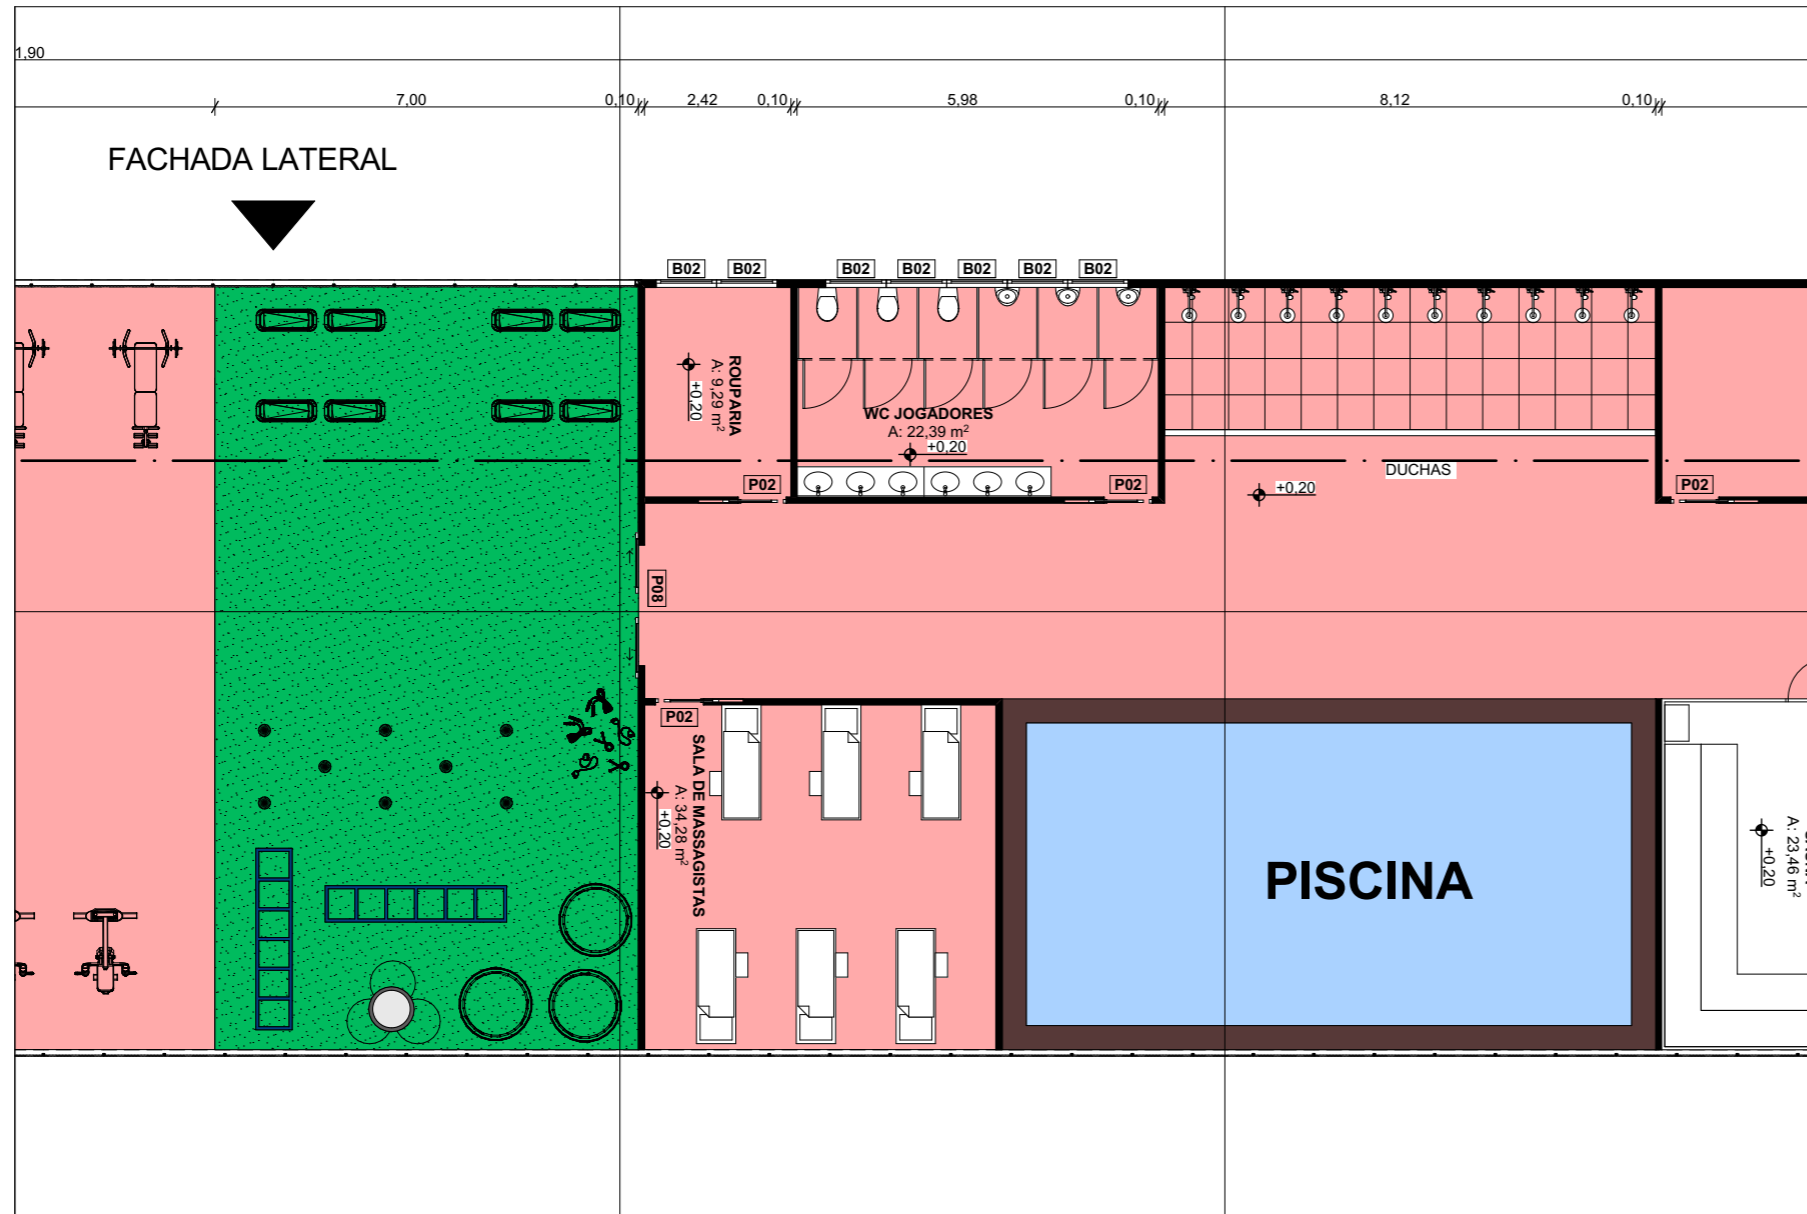 1,90
7,00
0,10
2,42
0,10
5,98
0,10
8,12
0,10
FACHADA LATERAL
B02
B02
B02
B02
B02
B02
B02
ROUPARIA
A: 9,29 m²
+0,20
WC JOGADORES
A: 22,39 m²
+0,20
P02
P02
DUCHAS
+0,20
P02
P08
P02
SALA DE MASSAGISTAS
A: 34,28 m²
+0,20
PISCINA
A: 23,46 m²
+0,20